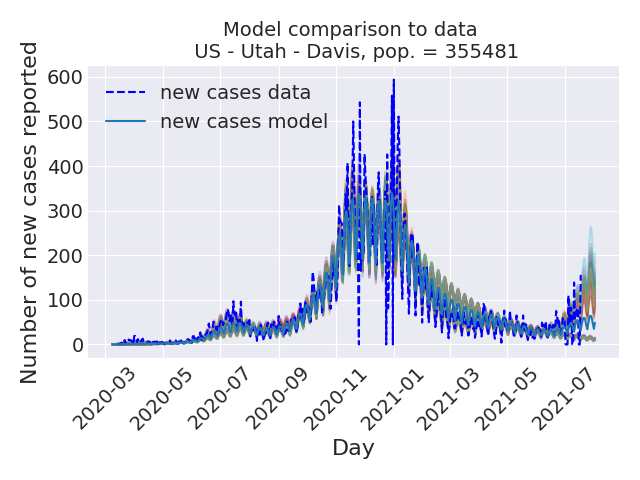 Model comparison to data
US - Utah - Davis, pop. = 355481
new cases data
new cases model
Number of new cases reported
600
500
400
300
200
100
0
2020-03
2020-05
2020-07
2020-09
2020-11
2021-01
2021-03
2021-05
2021-07
Day